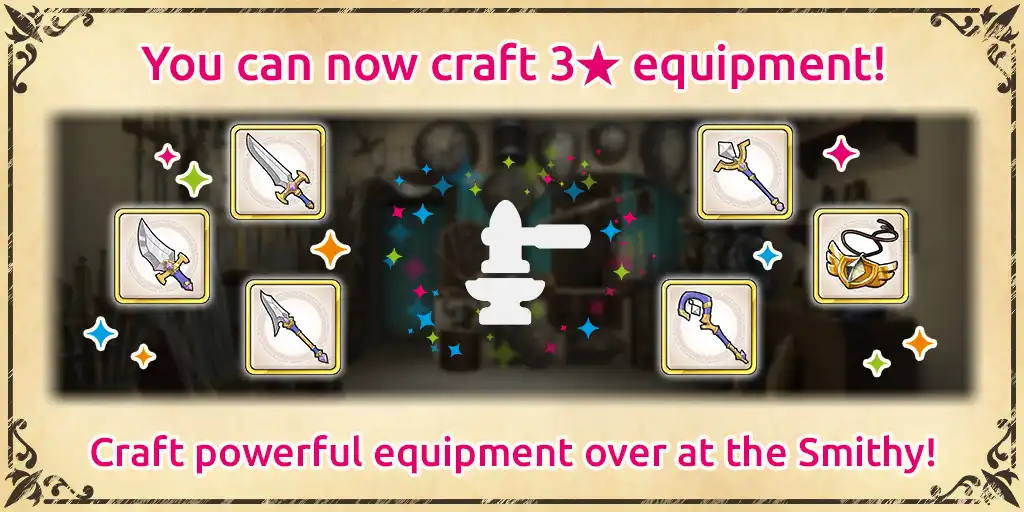 You can now craft 3★ equipment!
Craft powerful equipment over at the Smithy!